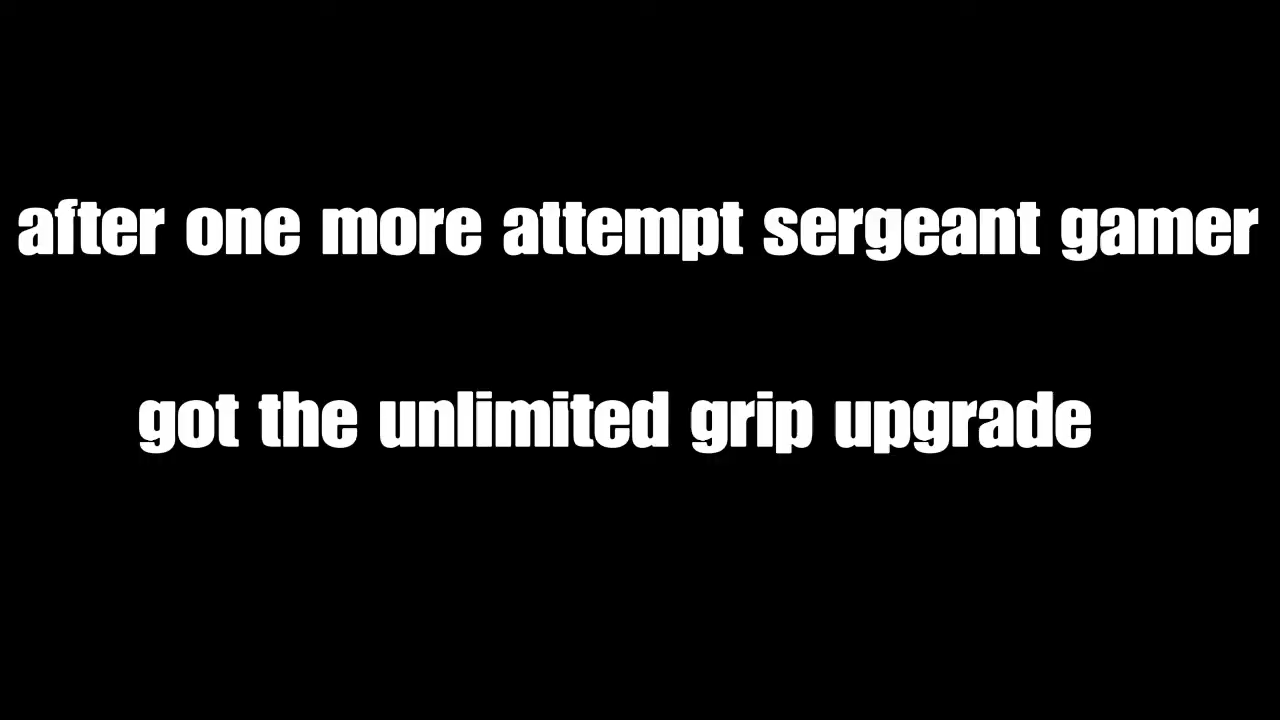 after one more attempt sergeant gamer
got the unlimited grip upgrade